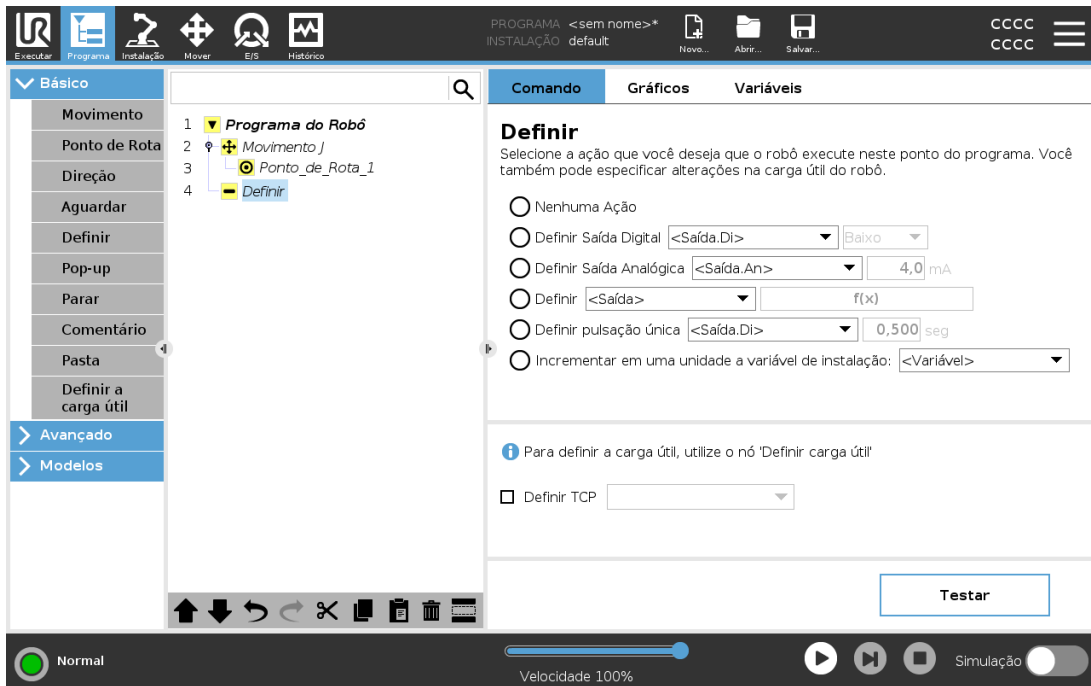 PROGRAMA <sem nome>*
INSTALAÇÃO default
Executar
Programa
Instalação
Mover
E/S
Histórico
Novo...
Abrir...
Salvar...
CCCC
CCCC
Básico
Movimento
Ponto de Rota
Direção
Aguardar
Definir
Pop-up
Parar
Comentário
Pasta
Definir a
carga útil
Avançado
Modelos
1 Programa do Robô
2 Movimento J
3 Ponto_de_Rota_1
4 Definir
Comando
Gráficos
Variáveis
Definir
Selecione a ação que você deseja que o robô execute neste ponto do programa. Você
também pode especificar alterações na carga útil do robô.
Nenhuma Ação
Definir Saída Digital <Saída.Di> Baixo
Definir Saída Analógica <Saída.An> 4,0 mA
Definir <Saída> f(x)
Definir pulsação única <Saída.Di> 0,500 seg
Incrementar em uma unidade a variável de instalação: <Variável>
Para definir a carga útil, utilize o nó 'Definir carga útil'
Definir TCP
Testar
Normal
Velocidade 100%
Simulação